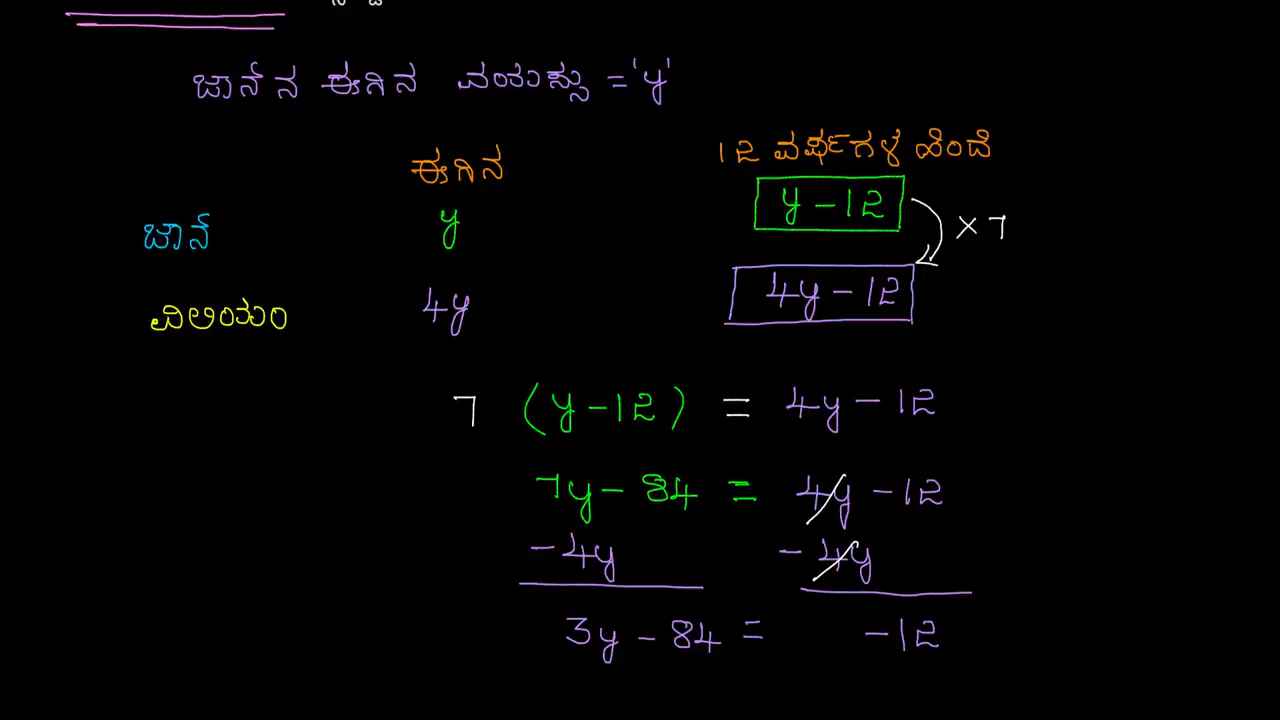 ಜಾನ್ ನ ಈಗಿನ ವಯಸ್ಸು = 'y'
ಈಗಿನ 12 ವರ್ಷಗಳ ಹಿಂದೆ
ಜಾನ್ y y - 12 × 7
ವಿಲಿಯಂ 4y 4y - 12
7 (y - 12) = 4y - 12
7y - 84 = 4y - 12
- 4y - 4y
3y - 84 = - 12